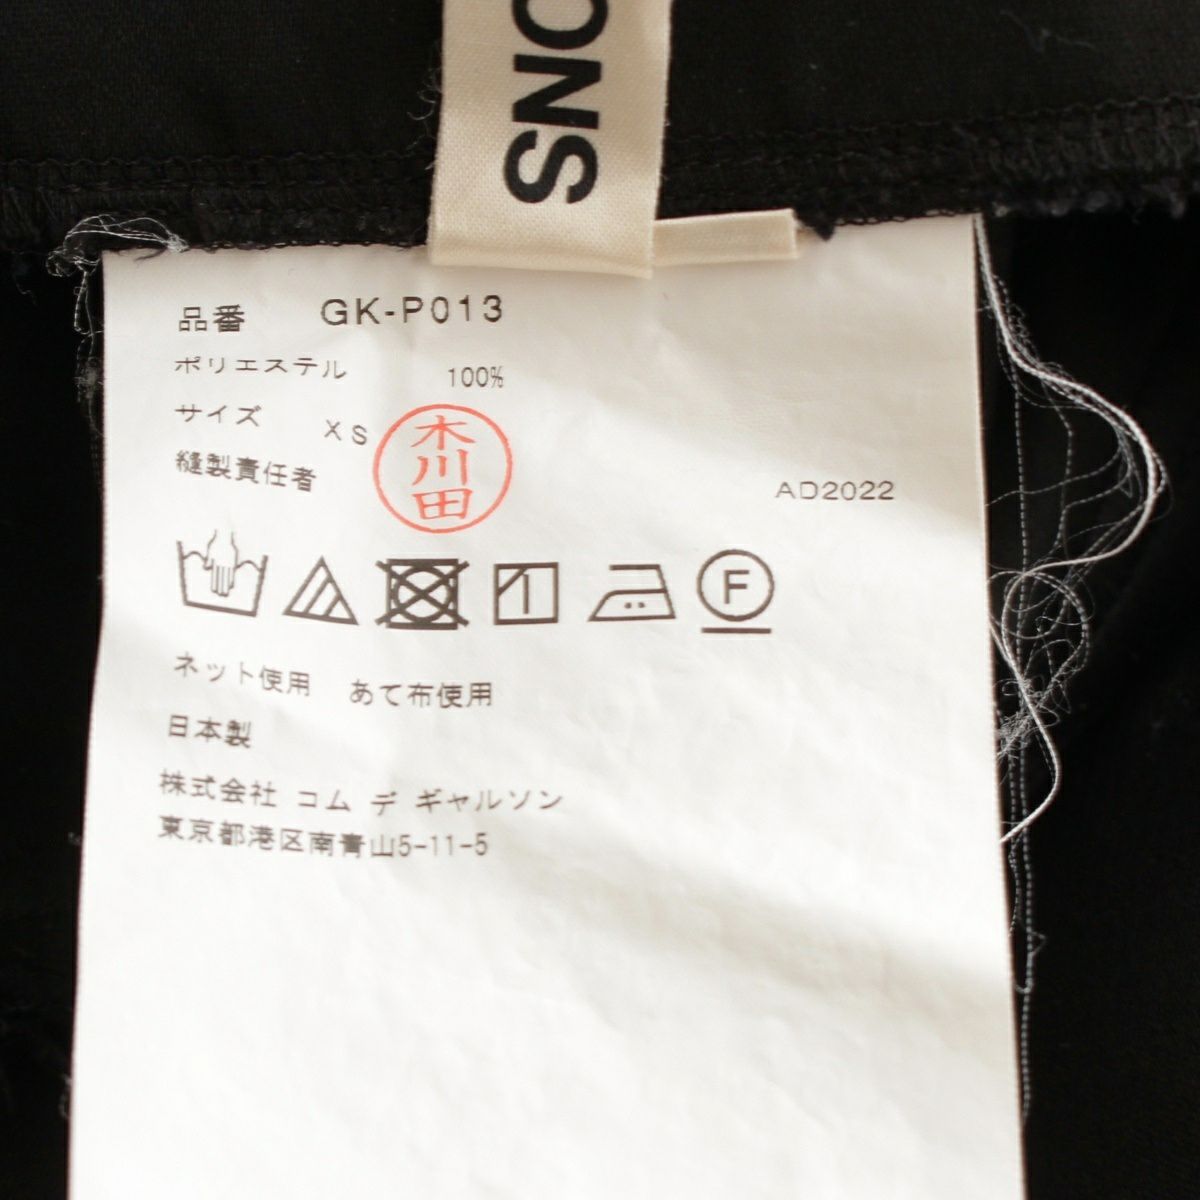 SNO
品番 GK-P013
ポリエステル 100%
サイズ XS
縫製責任者 木川田
AD2022
F
ネット使用 あて布使用
日本製
株式会社 コム デ ギャルソン
東京都港区南青山5-11-5